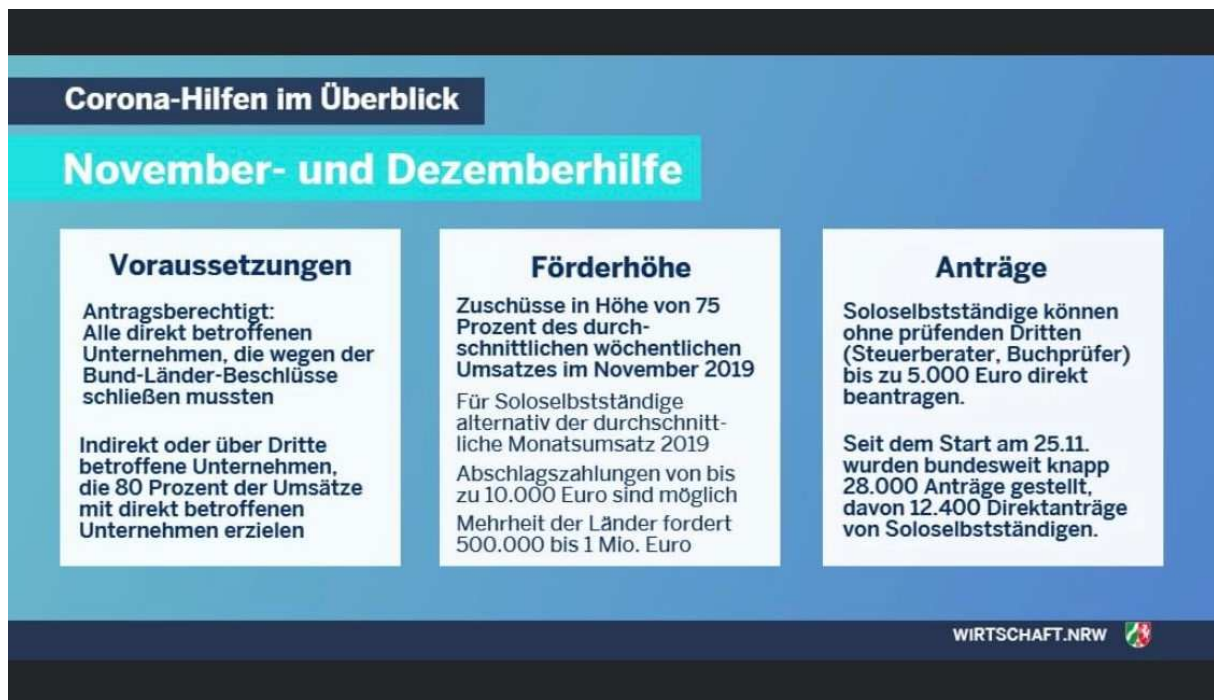 Corona-Hilfen im Überblick
November- und Dezemberhilfe
Voraussetzungen
Antragsberechtigt:
Alle direkt betroffenen
Unternehmen, die wegen der
Bund-Länder-Beschlüsse
schließen mussten
Indirekt oder über Dritte
betroffene Unternehmen,
die 80 Prozent der Umsätze
mit direkt betroffenen
Unternehmen erzielen
Förderhöhe
Zuschüsse in Höhe von 75
Prozent des durch-
schnittlichen wöchentlichen
Umsatzes im November 2019
Für Soloselbstständige
alternativ der durchschnitt-
liche Monatsumsatz 2019
Abschlagszahlungen von bis
zu 10.000 Euro sind möglich
Mehrheit der Länder fordert
500.000 bis 1 Mio. Euro
Anträge
Soloselbstständige können
ohne prüfenden Dritten
(Steuerberater, Buchprüfer)
bis zu 5.000 Euro direkt
beantragen.
Seit dem Start am 25.11.
wurden bundesweit knapp
28.000 Anträge gestellt,
davon 12.400 Direktanträge
von Soloselbstständigen.
WIRTSCHAFT.NRW